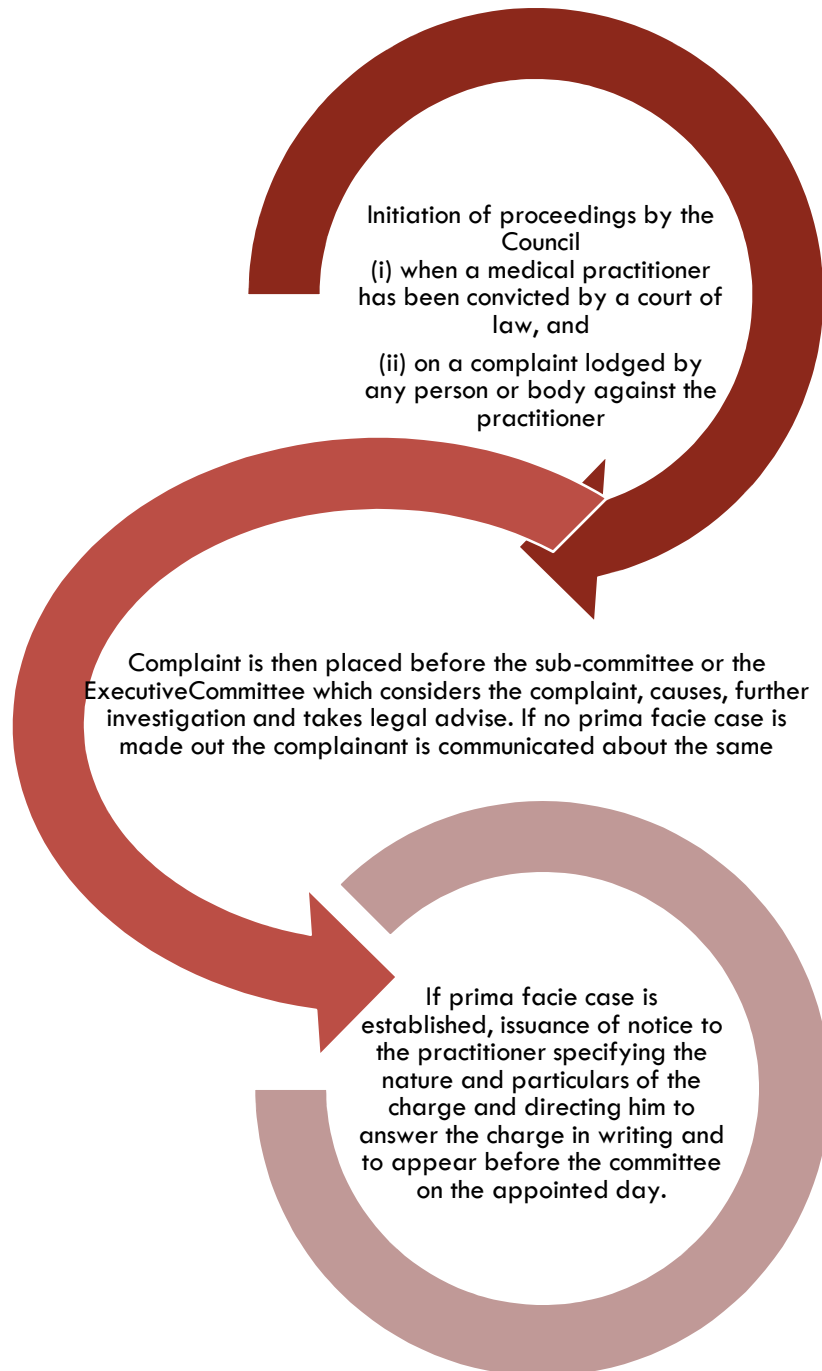 Initiation of proceedings by the
Council
(i) when a medical practitioner
has been convicted by a court of
law, and
(ii) on a complaint lodged by
any person or body against the
practitioner
Complaint is then placed before the sub-committee or the
ExecutiveCommittee which considers the complaint, causes, further
investigation and takes legal advise. If no prima facie case is
made out the complainant is communicated about the same
If prima facie case is
established, issuance of notice to
the practitioner specifying the
nature and particulars of the
charge and directing him to
answer the charge in writing and
to appear before the committee
on the appointed day.